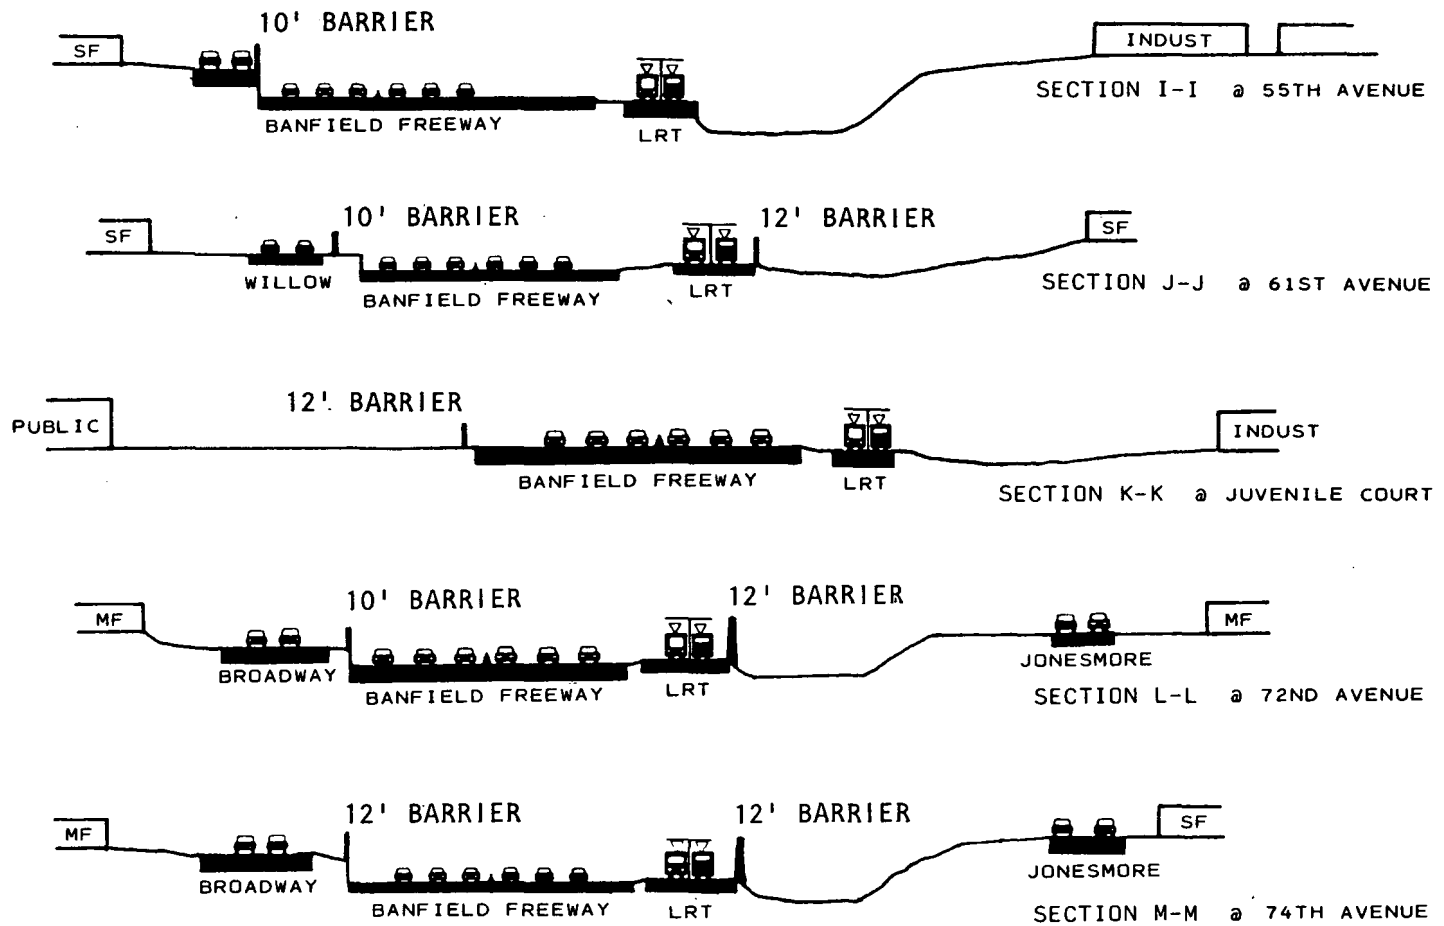 10' BARRIER
SF
INDUST
BANFIELD FREEWAY
LRT
SECTION I-I @ 55TH AVENUE
10' BARRIER
12' BARRIER
SF
SF
WILLOW
BANFIELD FREEWAY
LRT
SECTION J-J @ 61ST AVENUE
12' BARRIER
PUBLIC
INDUST
BANFIELD FREEWAY
LRT
SECTION K-K @ JUVENILE COURT
10' BARRIER
12' BARRIER
MF
MF
BROADWAY
BANFIELD FREEWAY
LRT
JONESMORE
SECTION L-L @ 72ND AVENUE
12' BARRIER
12' BARRIER
MF
SF
BROADWAY
BANFIELD FREEWAY
LRT
JONESMORE
SECTION M-M @ 74TH AVENUE